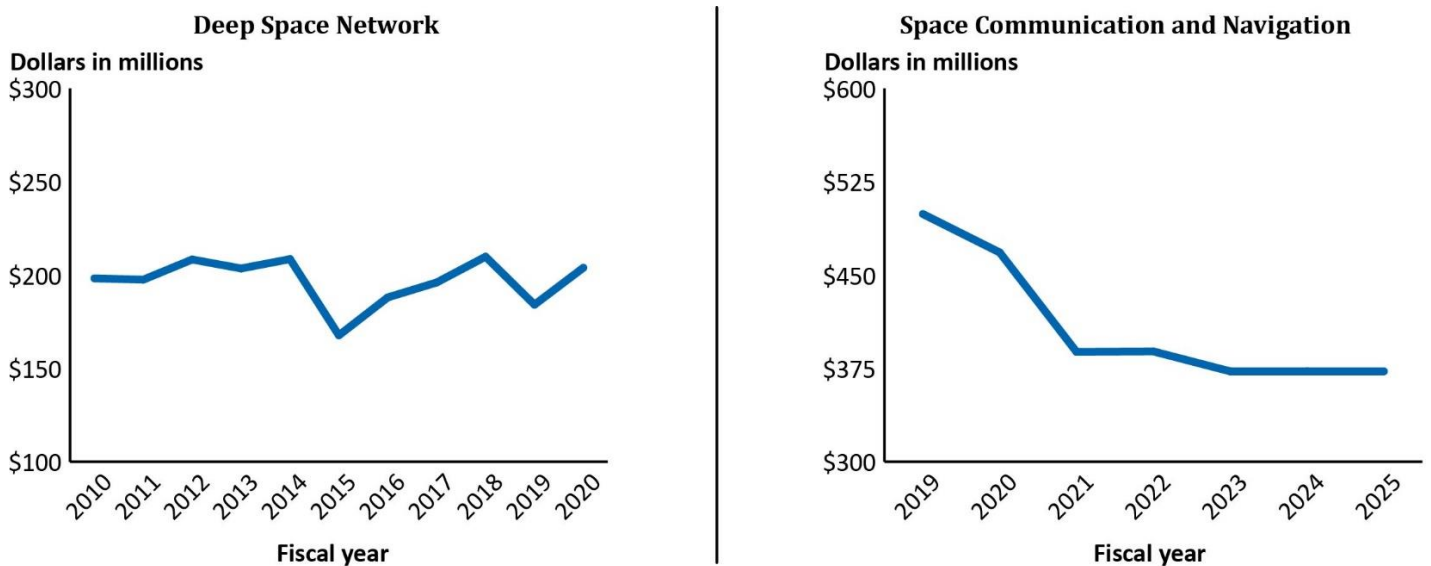 Deep Space Network
Dollars in millions
$300
$250
$200
$150
$100
2010 2011 2012 2013 2014 2015 2016 2017 2018 2019 2020
Fiscal year
Space Communication and Navigation
Dollars in millions
$600
$525
$450
$375
$300
2019 2020 2021 2022 2023 2024 2025
Fiscal year